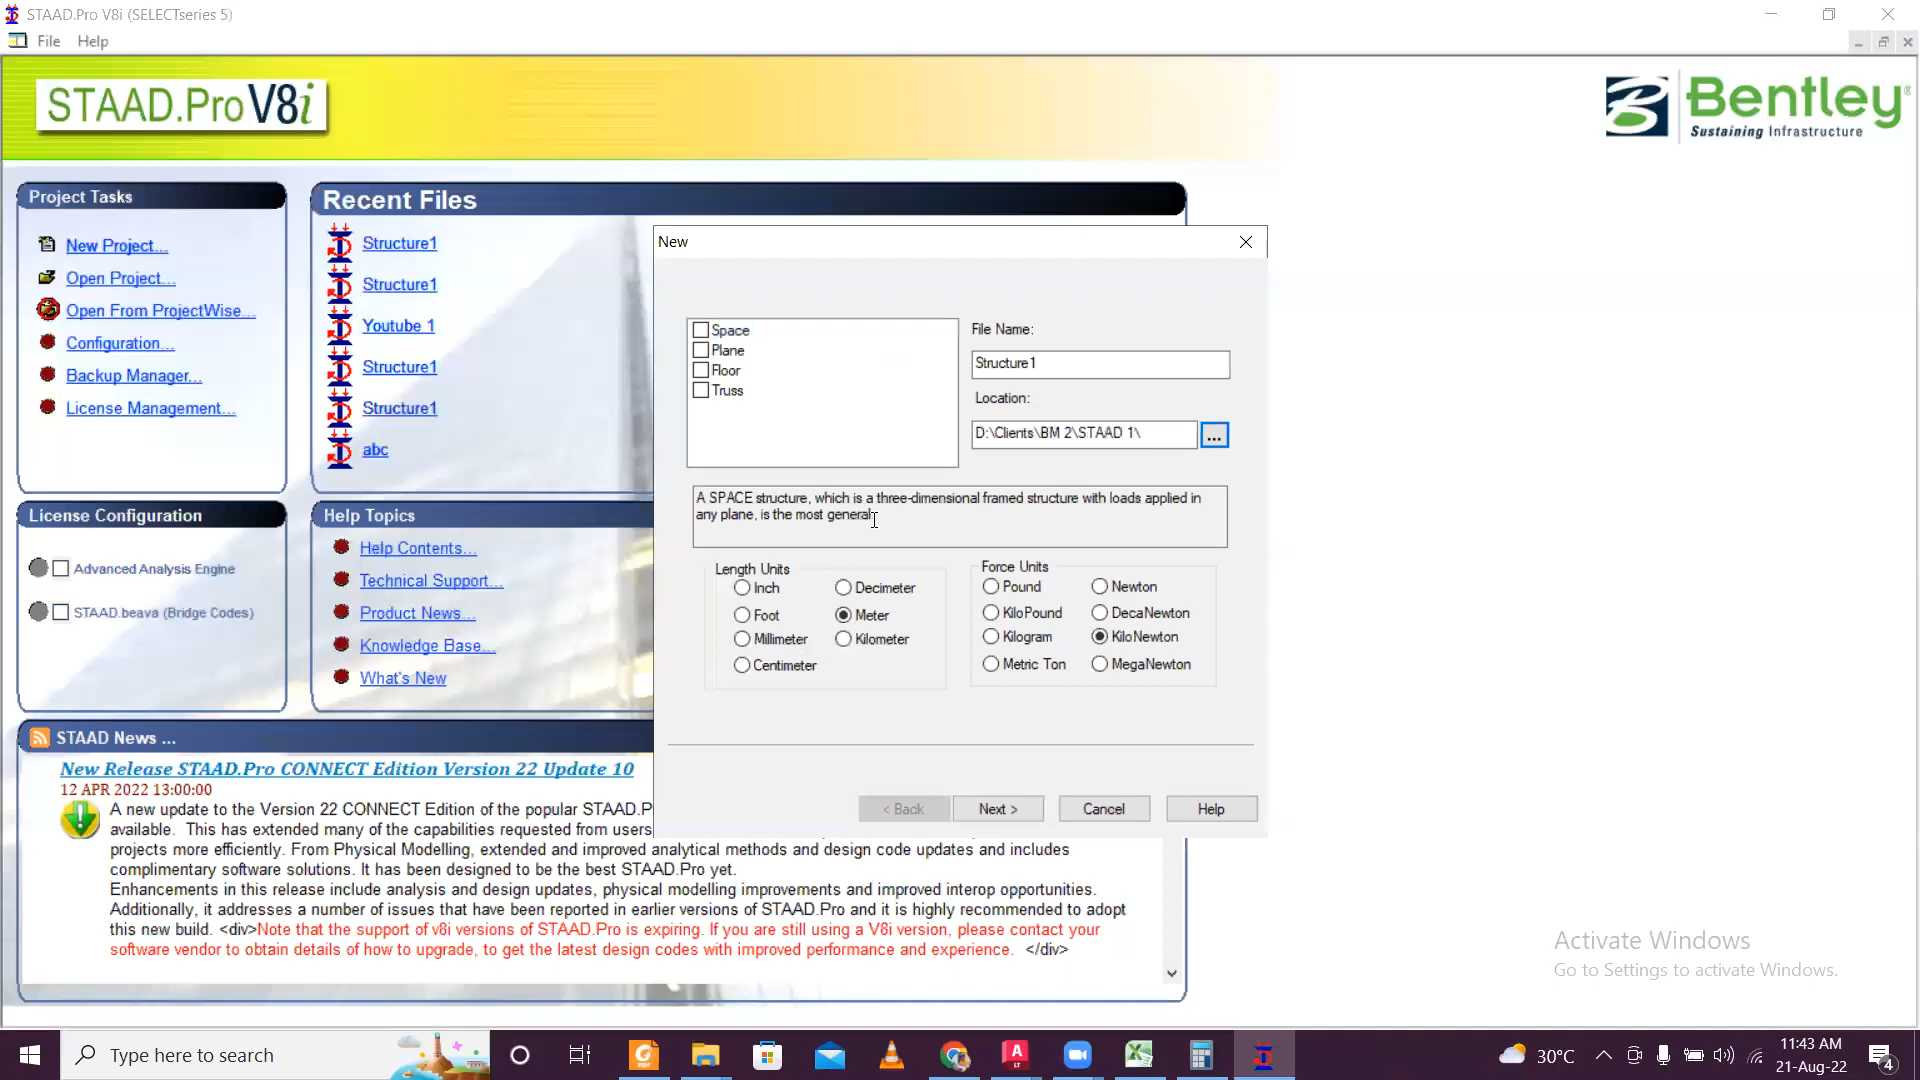 STAAD.Pro V8i (SELECTseries 5)
File Help
STAAD.Pro V8i
Bentley®
Sustaining Infrastructure
Project Tasks
New Project...
Open Project...
Open From ProjectWise...
Configuration...
Backup Manager...
License Management...
Recent Files
Structure1
Structure1
Youtube 1
Structure1
Structure1
abc
License Configuration
Advanced Analysis Engine
STAAD.beava (Bridge Codes)
Help Topics
Help Contents...
Technical Support...
Product News...
Knowledge Base...
What's New
New
Space
Plane
Floor
Truss
File Name:
Structure1
Location:
D:\Clients\BM 2\STAAD 1\
...
A SPACE structure, which is a three-dimensional framed structure with loads applied in
any plane, is the most general.
Length Units
Inch Decimeter
Foot Meter
Millimeter Kilometer
Centimeter
Force Units
Pound Newton
KiloPound DecaNewton
Kilogram KiloNewton
Metric Ton MegaNewton
< Back Next > Cancel Help
STAAD News ...
New Release STAAD.Pro CONNECT Edition Version 22 Update 10
12 APR 2022 13:00:00
A new update to the Version 22 CONNECT Edition of the popular STAAD.P
available. This has extended many of the capabilities requested from users
projects more efficiently. From Physical Modelling, extended and improved analytical methods and design code updates and includes
complimentary software solutions. It has been designed to be the best STAAD.Pro yet.
Enhancements in this release include analysis and design updates, physical modelling improvements and improved interop opportunities.
Additionally, it addresses a number of issues that have been reported in earlier versions of STAAD.Pro and it is highly recommended to adopt
this new build. <div>Note that the support of v8i versions of STAAD.Pro is expiring. If you are still using a V8i version, please contact your
software vendor to obtain details of how to upgrade, to get the latest design codes with improved performance and experience. </div>
Activate Windows
Go to Settings to activate Windows.
Type here to search
30°C
11:43 AM
21-Aug-22
4